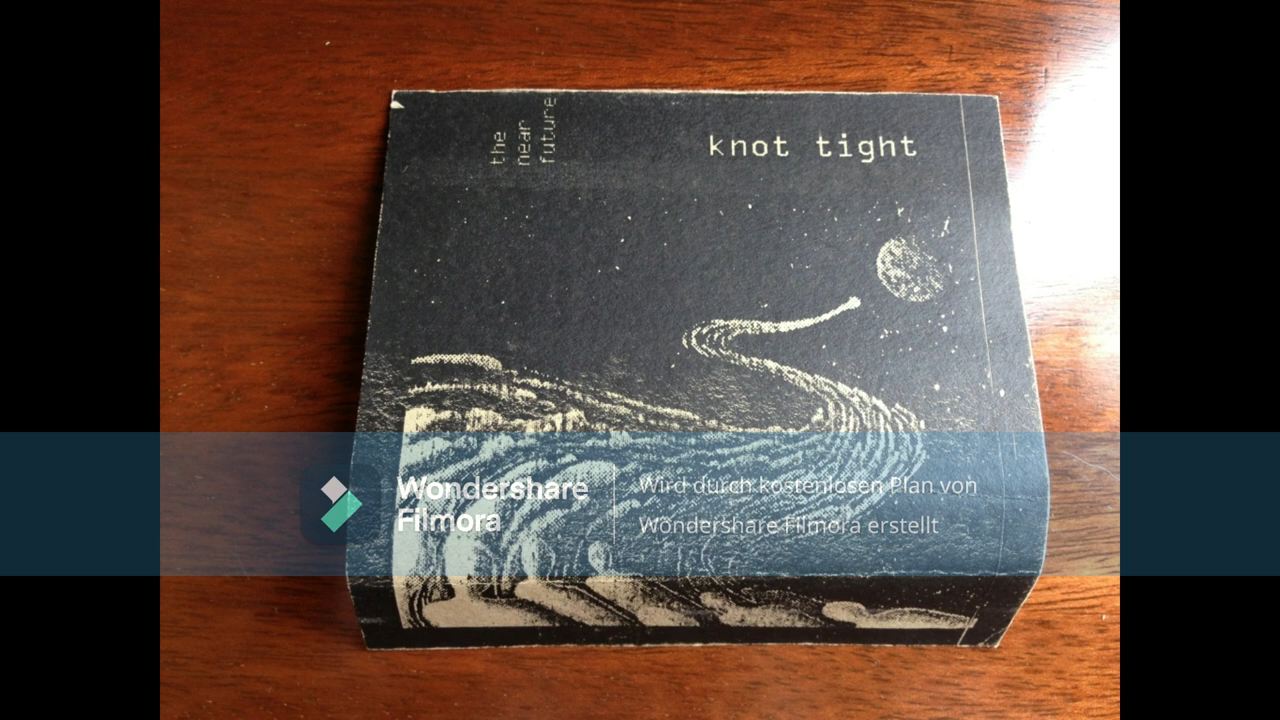 the
near
future
knot tight
Wondershare
Filmora
Wird durch kostenlosen Plan von
Wondershare Filmora erstellt